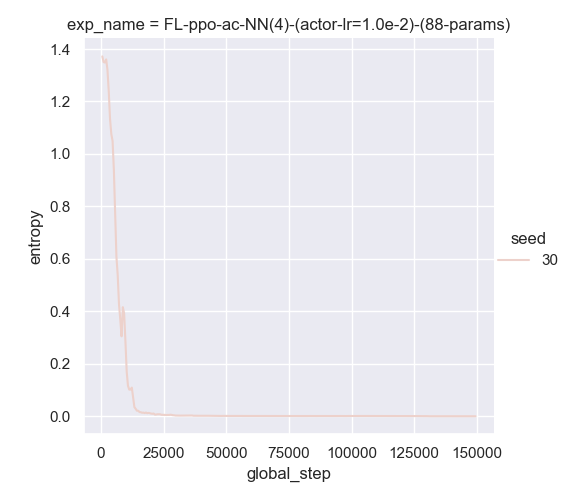 exp_name = FL-ppo-ac-NN(4)-(actor-lr=1.0e-2)-(88-params)
1.4
1.2
1.0
0.8
0.6
0.4
0.2
0.0
entropy
0 25000 50000 75000 100000 125000 150000
global_step
seed
30